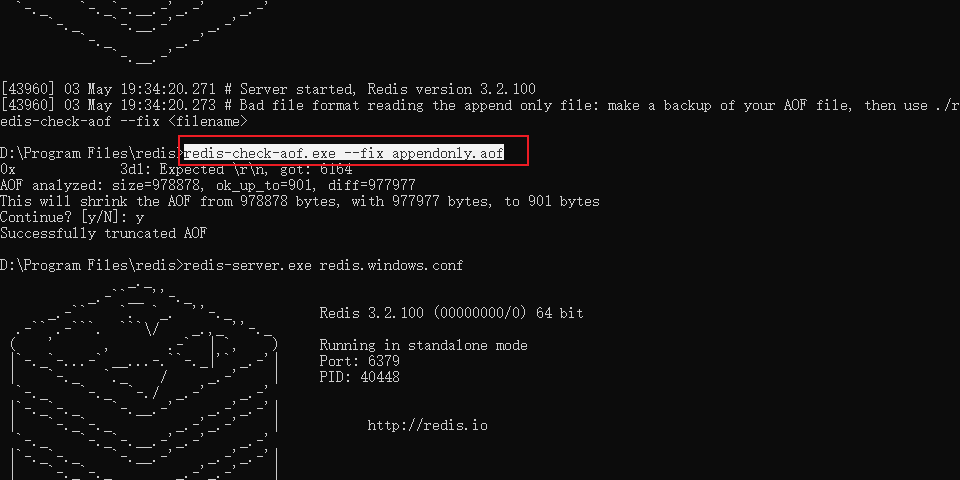 [43960] 03 May 19:34:20.271 # Server started, Redis version 3.2.100
[43960] 03 May 19:34:20.273 # Bad file format reading the append only file: make a backup of your AOF file, then use ./r
edis-check-aof --fix <filename>
D:\Program Files\redis>redis-check-aof.exe --fix appendonly.aof
0x 3d1: Expected \r\n, got: 6164
AOF analyzed: size=978878, ok_up_to=901, diff=977977
This will shrink the AOF from 978878 bytes, with 977977 bytes, to 901 bytes
Continue? [y/N]: y
Successfully truncated AOF
D:\Program Files\redis>redis-server.exe redis.windows.conf
Redis 3.2.100 (00000000/0) 64 bit
Running in standalone mode
Port: 6379
PID: 40448
http://redis.io